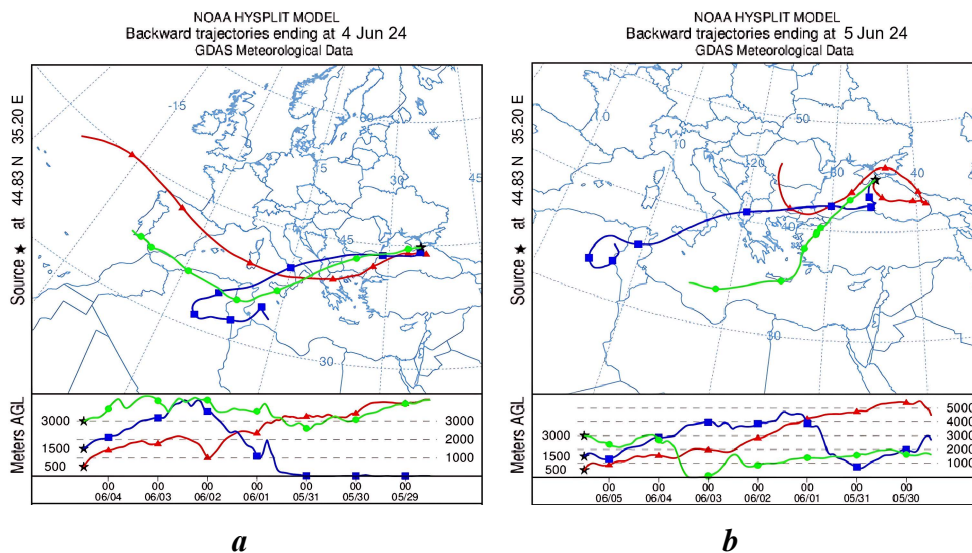 NOAA HYSPLIT MODEL
Backward trajectories ending at 4 Jun 24
GDAS Meteorological Data
Source ★ at 44.83 N 35.20 E
-15
45
45
30
Meters AGL
3000
1500
500
3000
2000
1000
00 00 00 00 00 00 00
06/04 06/03 06/02 06/01 05/31 05/30 05/29
a
NOAA HYSPLIT MODEL
Backward trajectories ending at 5 Jun 24
GDAS Meteorological Data
Source ★ at 44.83 N 35.20 E
10
10
50
40
40
30
Meters AGL
3000
1500
500
5000
4000
3000
2000
1000
00 00 00 00 00 00 00
06/05 06/04 06/03 06/02 06/01 05/31 05/30
b